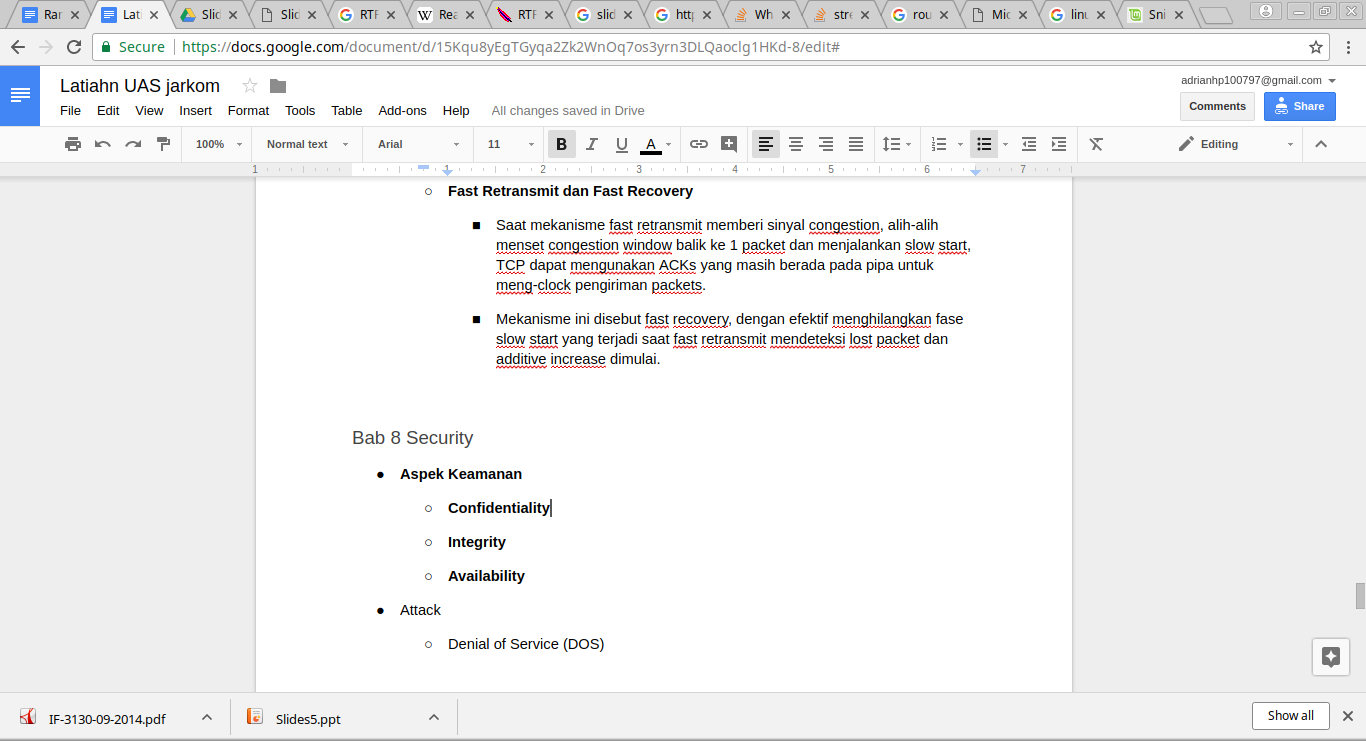 Rar
Lati
Slid
Slid
RTF
Rea
RTF
slid
http
Wh
stre
rou
Mic
linu
Sni
Secure https://docs.google.com/document/d/15Kqu8yEgTGyqa2Zk2WnOq7os3yrn3DLQaoclg1HKd-8/edit#
Latiahn UAS jarkom
adrianhp100797@gmail.com
File Edit View Insert Format Tools Table Add-ons Help All changes saved in Drive
Comments Share
100% Normal text Arial 11 B I U A Editing
1 1 2 3 4 5 6 7
Fast Retransmit dan Fast Recovery
Saat mekanisme fast retransmit memberi sinyal congestion, alih-alih
menset congestion window balik ke 1 packet dan menjalankan slow start,
TCP dapat mengunakan ACKs yang masih berada pada pipa untuk
meng-clock pengiriman packets.
Mekanisme ini disebut fast recovery, dengan efektif menghilangkan fase
slow start yang terjadi saat fast retransmit mendeteksi lost packet dan
additive increase dimulai.
Bab 8 Security
Aspek Keamanan
Confidentiality
Integrity
Availability
Attack
Denial of Service (DOS)
IF-3130-09-2014.pdf
Slides5.ppt
Show all